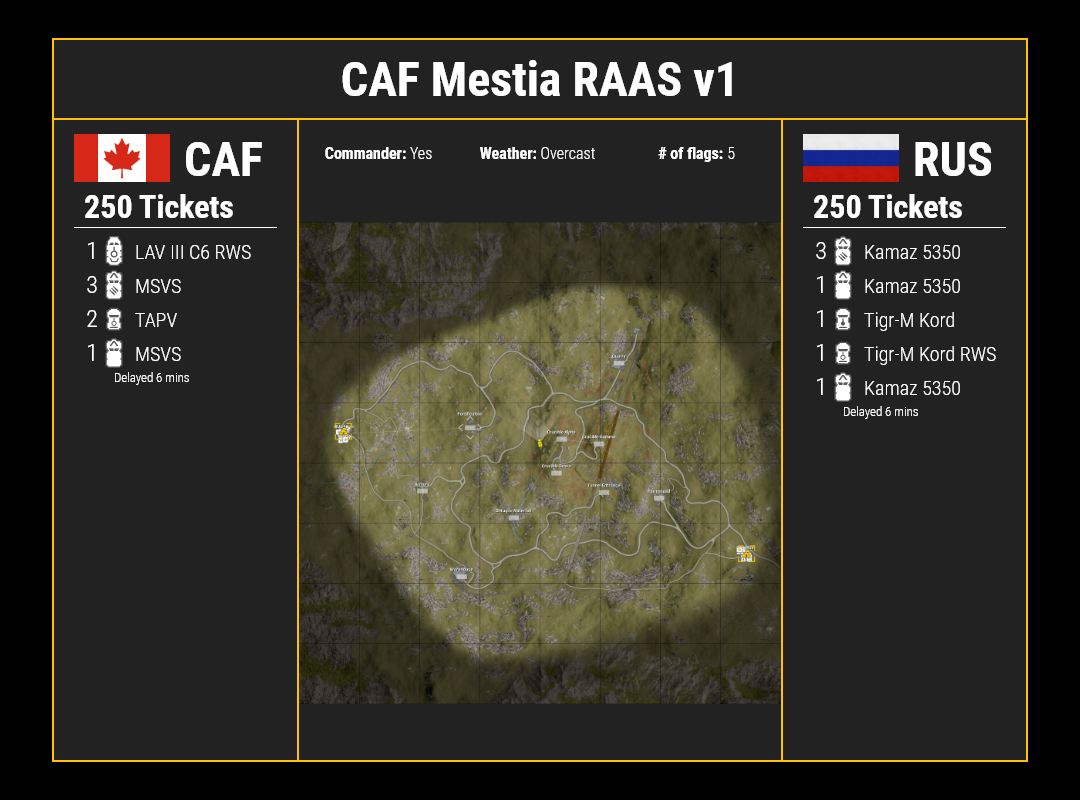 CAF Mestia RAAS v1
CAF
250 Tickets
1 LAV III C6 RWS
3 MSVS
2 TAPV
1 MSVS
Delayed 6 mins
Commander: Yes Weather: Overcast # of flags: 5
RUS
250 Tickets
3 Kamaz 5350
1 Kamaz 5350
1 Tigr-M Kord
1 Tigr-M Kord RWS
1 Kamaz 5350
Delayed 6 mins